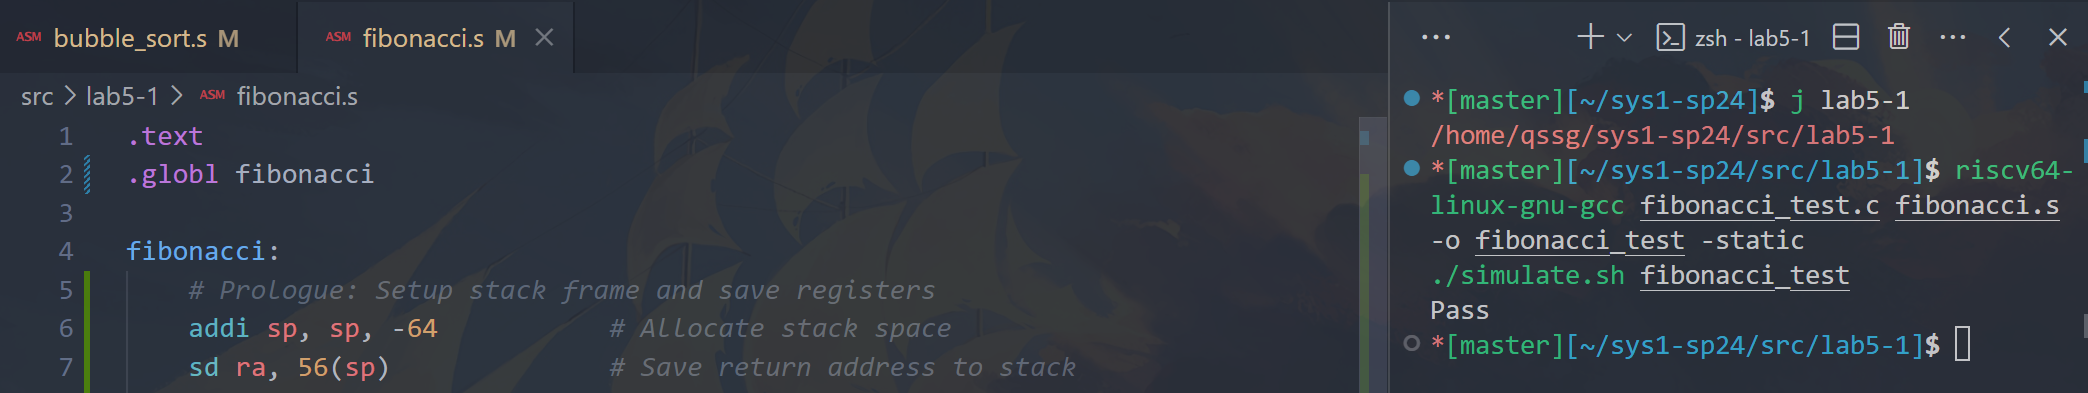 ASM bubble_sort.s M ASM fibonacci.s M
src > lab5-1 > ASM fibonacci.s
1 .text
2 .globl fibonacci
3
4 fibonacci:
5 # Prologue: Setup stack frame and save registers
6 addi sp, sp, -64 # Allocate stack space
7 sd ra, 56(sp) # Save return address to stack
zsh - lab5-1
*[master][~/sys1-sp24]$ j lab5-1
/home/qssg/sys1-sp24/src/lab5-1
*[master][~/sys1-sp24/src/lab5-1]$ riscv64-
linux-gnu-gcc fibonacci_test.c fibonacci.s
-o fibonacci_test -static
./simulate.sh fibonacci_test
Pass
*[master][~/sys1-sp24/src/lab5-1]$